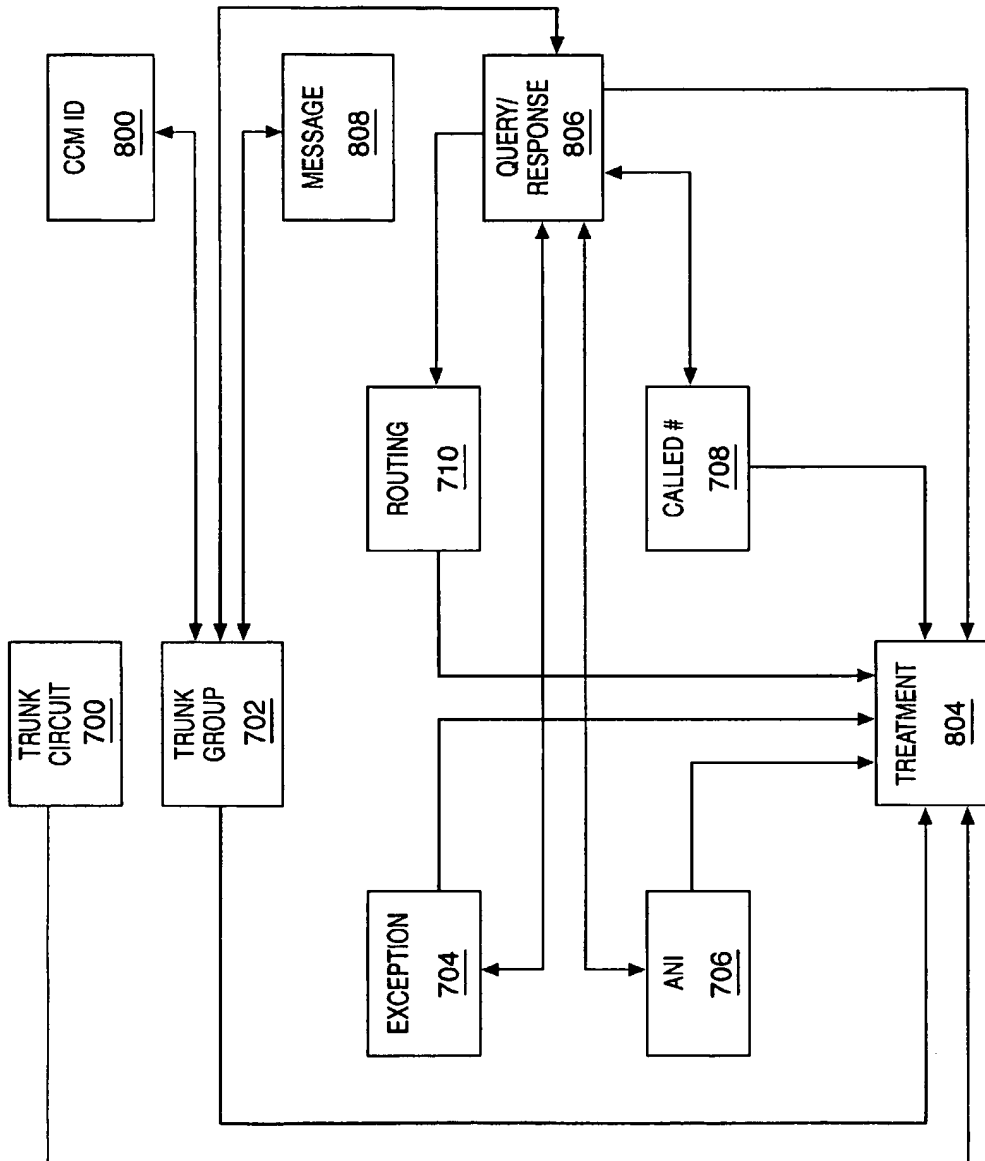 TRUNK
CIRCUIT
700
TRUNK
GROUP
702
CCM ID
800
MESSAGE
808
EXCEPTION
704
ROUTING
710
QUERY/
RESPONSE
806
ANI
706
CALLED #
708
TREATMENT
804